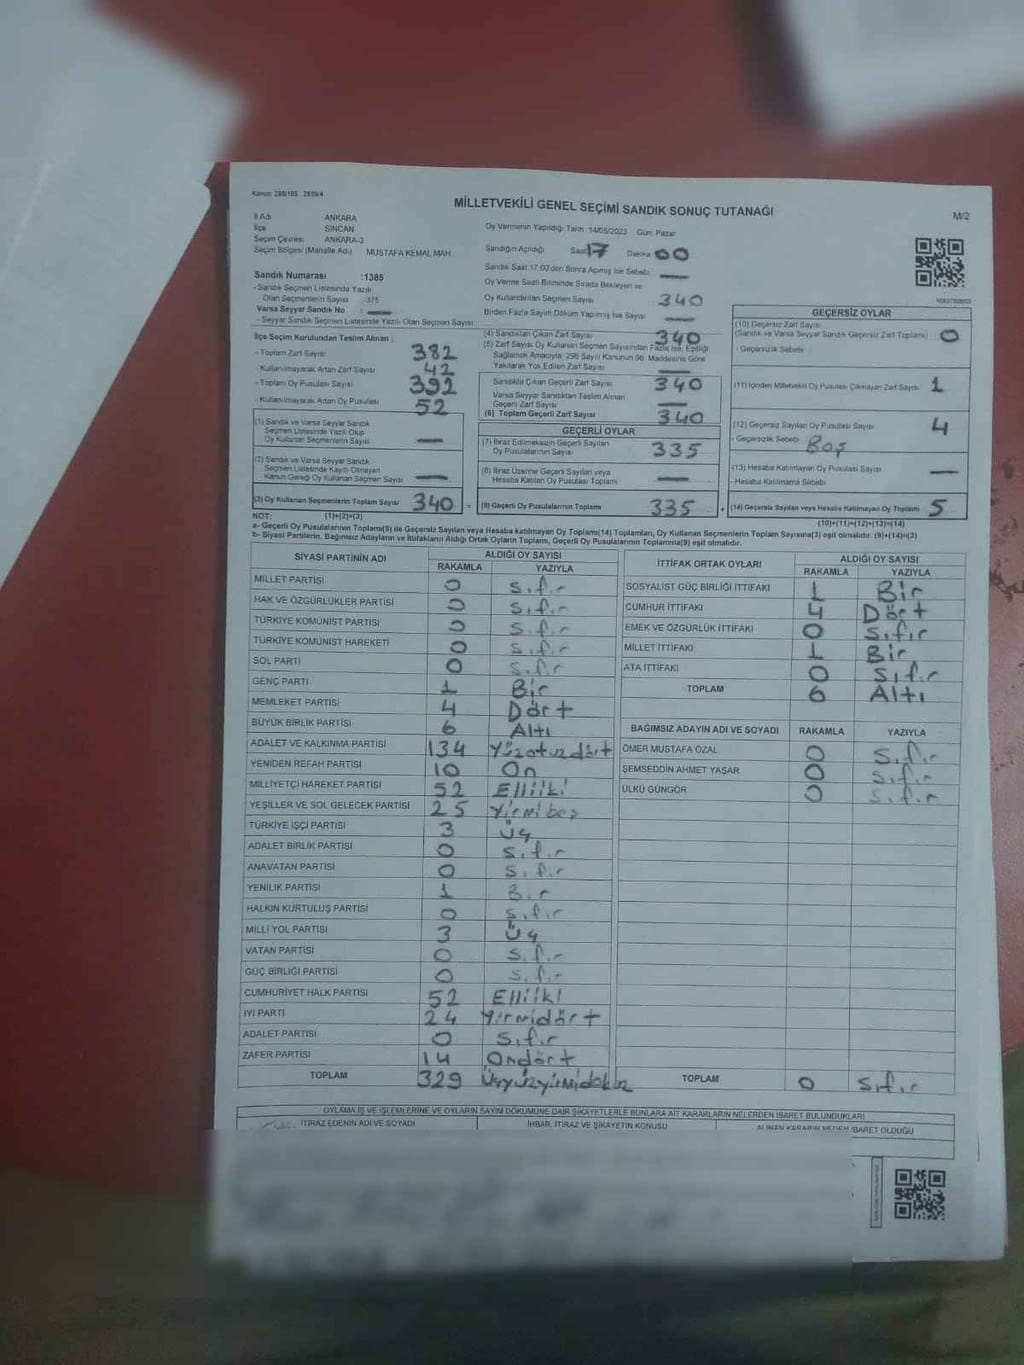 Kanun: 298/105 , 2839/4
MİLLETVEKİLİ GENEL SEÇİMİ SANDIK SONUÇ TUTANAĞI
M/2
İl Adı ANKARA
İlçe SİNCAN
Seçim Çevresi ANKARA-3
Seçim Bölgesi (Mahalle Adı) MUSTAFA KEMAL MAH.
Sandık Numarası :1385
- Sandık Seçmen Listesinde Yazılı
Olan Seçmenlerin Sayısı : 375
Varsa Seyyar Sandık No : —
- Seyyar Sandık Seçmen Listesinde Yazılı Olan Seçmen Sayısı:
Oy Vermenin Yapıldığı Tarih :14/05/2023 Gün: Pazar
Sandığın Açıldığı Saat 17 Dakika 00
Sandık Saat 17:00'den Sonra Açılmış İse Sebebi : —
Oy Verme Saati Bitiminde Sırada Bekleyen ve
Oy Kullandırılan Seçmen Sayısı 340
Birden Fazla Sayım Döküm Yapılmış İse Sayısı —
İlçe Seçim Kurulundan Teslim Alınan :
- Toplam Zarf Sayısı 382
- Kullanılmayarak Artan Zarf Sayısı 42
- Toplam Oy Pusulası Sayısı 392
- Kullanılmayarak Artan Oy Pusulası 52
(1) Sandık ve Varsa Seyyar Sandık
Seçmen Listesinde Yazılı Olup
Oy Kullanan Seçmenlerin Sayısı —
(2) Sandık ve Varsa Seyyar Sandık
Seçmen Listesinde Kayıtlı Olmayan
Kanun Gereği Oy Kullanan Seçmen Sayısı —
(3) Oy Kullanan Seçmenlerin Toplam Sayısı 340 =
(4) Sandıktan Çıkan Zarf Sayısı 340
(5) Zarf Sayısı Oy Kullanan Seçmen Sayısından Fazla İse, Eşitliği
Sağlamak Amacıyla, 298 Sayılı Kanunun 98. Maddesine Göre
Yakılarak Yok Edilen Zarf Sayısı —
Sandıkta Çıkan Geçerli Zarf Sayısı 340
Varsa Seyyar Sandıktan Teslim Alınan
Geçerli Zarf Sayısı —
(6) Toplam Geçerli Zarf Sayısı 340
GEÇERLİ OYLAR
(7) İtiraz Edilmeksizin Geçerli Sayılan
Oy Pusulalarının Sayısı 335
(8) İtiraz Üzerine Geçerli Sayılan veya
Hesaba Katılan Oy Pusulası Toplamı —
(9) Geçerli Oy Pusulalarının Toplamı 335 +
GEÇERSİZ OYLAR
(10) Geçersiz Zarf Sayısı
(Sandık ve Varsa Seyyar Sandık Geçersiz Zarf Toplamı) 0
- Geçersizlik Sebebi
(11) İçinden Milletvekili Oy Pusulası Çıkmayan Zarf Sayısı 1
(12) Geçersiz Sayılan Oy Pusulası Sayısı 4
- Geçersizlik Sebebi Boş
(13) Hesaba Katılmayan Oy Pusulası Sayısı —
- Hesaba Katılmama Sebebi
(14) Geçersiz Sayılan veya Hesaba Katılmayan Oy Toplamı 5
NOT: (1)+(2)=(3)
(10)+(11)+(12)+(13)=(14)
a- Geçerli Oy Pusulalarının Toplamı(9) ile Geçersiz Sayılan veya Hesaba katılmayan Oy Toplamı(14) Toplamları, Oy Kullanan Seçmenlerin Toplam Sayısına(3) eşit olmalıdır. (9)+(14)=(3)
b- Siyasi Partilerin, Bağımsız Adayların ve İttifakların Aldığı Ortak Oyların Toplamı, Geçerli Oy Pusulalarının Toplamına(9) eşit olmalıdır.
SİYASİ PARTİNİN ADI ALDIĞI OY SAYISI
RAKAMLA YAZIYLA
MİLLET PARTİSİ 0 Sıfır
HAK VE ÖZGÜRLÜKLER PARTİSİ 0 Sıfır
TÜRKİYE KOMÜNİST PARTİSİ 0 Sıfır
TÜRKİYE KOMÜNİST HAREKETİ 0 Sıfır
SOL PARTİ 0 Sıfır
GENÇ PARTİ 1 Bir
MEMLEKET PARTİSİ 4 Dört
BÜYÜK BİRLİK PARTİSİ 6 Altı
ADALET VE KALKINMA PARTİSİ 134 Yüzotuzdört
YENİDEN REFAH PARTİSİ 10 On
MİLLİYETÇİ HAREKET PARTİSİ 52 Elliiki
YEŞİLLER VE SOL GELECEK PARTİSİ 25 Yirmibeş
TÜRKİYE İŞÇİ PARTİSİ 3 Üç
ADALET BİRLİK PARTİSİ 0 Sıfır
ANAVATAN PARTİSİ 0 Sıfır
YENİLİK PARTİSİ 1 Bir
HALKIN KURTULUŞ PARTİSİ 0 Sıfır
MİLLİ YOL PARTİSİ 3 Üç
VATAN PARTİSİ 0 Sıfır
GÜÇ BİRLİĞİ PARTİSİ 0 Sıfır
CUMHURİYET HALK PARTİSİ 52 Elliiki
İYİ PARTİ 24 Yirmidört
ADALET PARTİSİ 0 Sıfır
ZAFER PARTİSİ 14 Ondört
TOPLAM 329 Üçyüzyirmidokuz
İTTİFAK ORTAK OYLARI ALDIĞI OY SAYISI
RAKAMLA YAZIYLA
SOSYALİST GÜÇ BİRLİĞİ İTTİFAKI 1 Bir
CUMHUR İTTİFAKI 4 Dört
EMEK VE ÖZGÜRLÜK İTTİFAKI 0 Sıfır
MİLLET İTTİFAKI 1 Bir
ATA İTTİFAKI 0 Sıfır
TOPLAM 6 Altı
BAĞIMSIZ ADAYIN ADI VE SOYADI RAKAMLA YAZIYLA
ÖMER MUSTAFA ÖZAL 0 Sıfır
ŞEMSEDDİN AHMET YAŞAR 0 Sıfır
ÜLKÜ GÜNGÖR 0 Sıfır
TOPLAM 0 Sıfır
OYLAMA İŞ VE İŞLEMLERİNE VE OYLARIN SAYIM DÖKÜMÜNE DAİR ŞİKAYETLERLE BUNLARA AİT KARARLARIN NELERDEN İBARET BULUNDUKLARI
İTİRAZ EDENİN ADI VE SOYADI İHBAR, İTİRAZ VE ŞİKAYETİN KONUSU ALINAN KARARIN NEDEN İBARET OLDUĞU